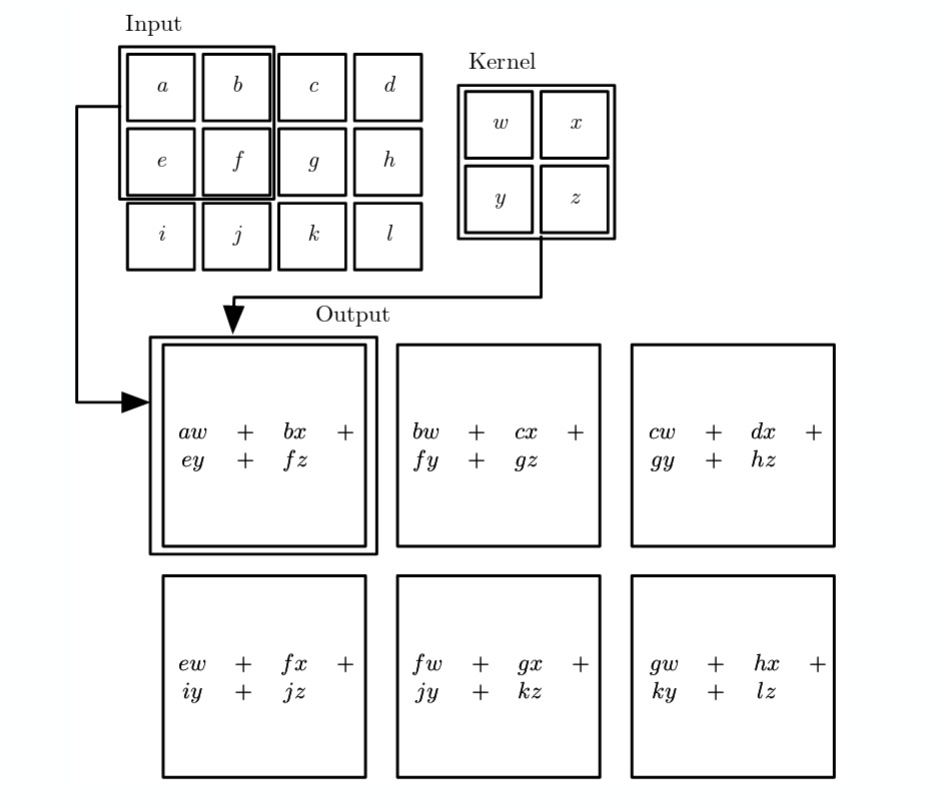 Input
a b c d
e f g h
i j k l
Kernel
w x
y z
Output
aw + bx +
ey + fz
bw + cx +
fy + gz
cw + dx +
gy + hz
ew + fx +
iy + jz
fw + gx +
jy + kz
gw + hx +
ky + lz